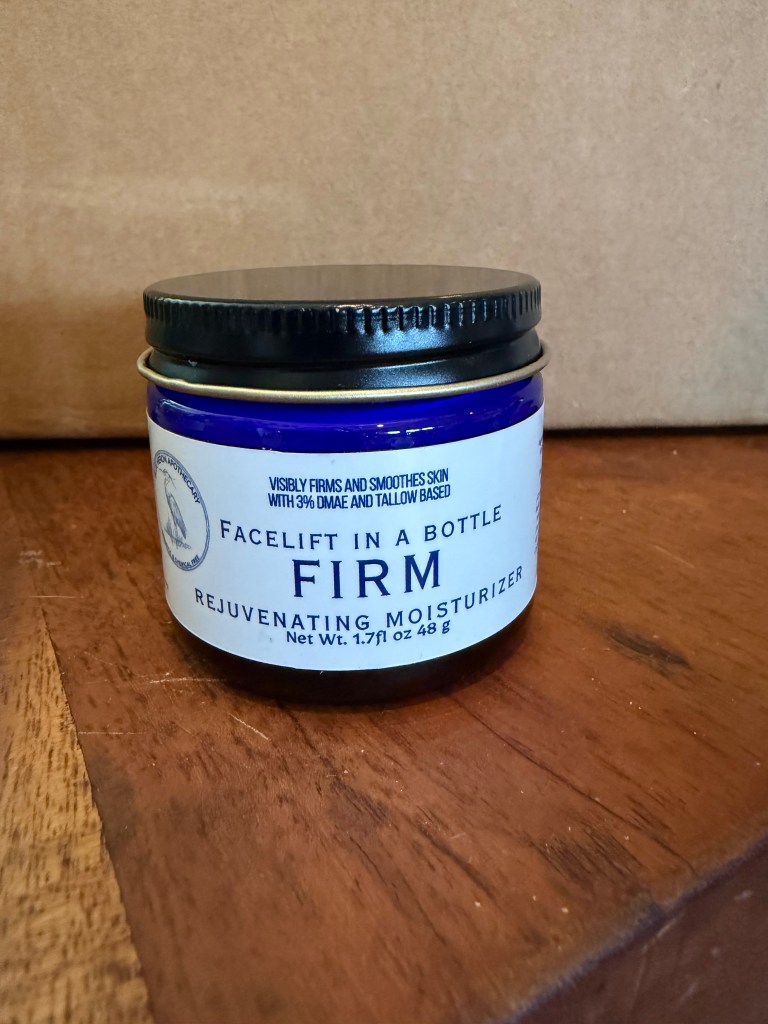 VISIBLY FIRMS AND SMOOTHES SKIN
WITH 3% DMAE AND TALLOW BASED
FACELIFT IN A BOTTLE
FIRM
REJUVENATING MOISTURIZER
Net Wt. 1.7fl oz 48 g
APOTHECARY